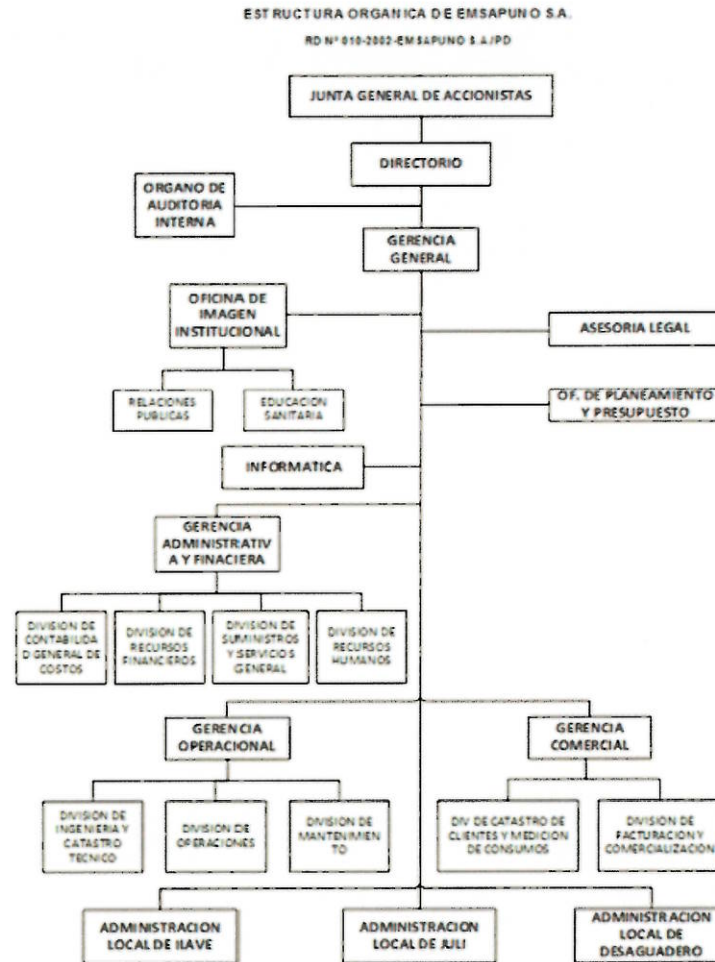 ESTRUCTURA ORGANICA DE EMSAPUNO S.A.
RD Nº 010-2002-EMSAPUNO S.A/PD
JUNTA GENERAL DE ACCIONISTAS
DIRECTORIO
ORGANO DE
AUDITORIA
INTERNA
GERENCIA
GENERAL
OFICINA DE
IMAGEN
INSTITUCIONAL
ASESORIA LEGAL
RELACIONES
PUBLICAS
EDUCACION
SANITARIA
OF. DE PLANEAMIENTO
Y PRESUPUESTO
INFORMATICA
GERENCIA
ADMINISTRATIV
A Y FINACIERA
DIVISION DE
CONTABILIDA
D GENERAL DE
COSTOS
DIVISION DE
RECURSOS
FINANCIEROS
DIVISION DE
SUMINISTROS
Y SERVICIOS
GENERAL
DIVISION DE
RECURSOS
HUMANOS
GERENCIA
OPERACIONAL
GERENCIA
COMERCIAL
DIVISION DE
INGENIERIA Y
CATASTRO
TECNICO
DIVISION DE
OPERACIONES
DIVISION DE
MANTENIMIEN
TO
DIV DE CATASTRO DE
CLIENTES Y MEDICION
DE CONSUMOS
DIVISION DE
FACTURACION Y
COMERCIALIZACION
ADMINISTRACION
LOCAL DE ILAVE
ADMINISTRACION
LOCAL DE JULI
ADMINISTRACION
LOCAL DE
DESAGUADERO